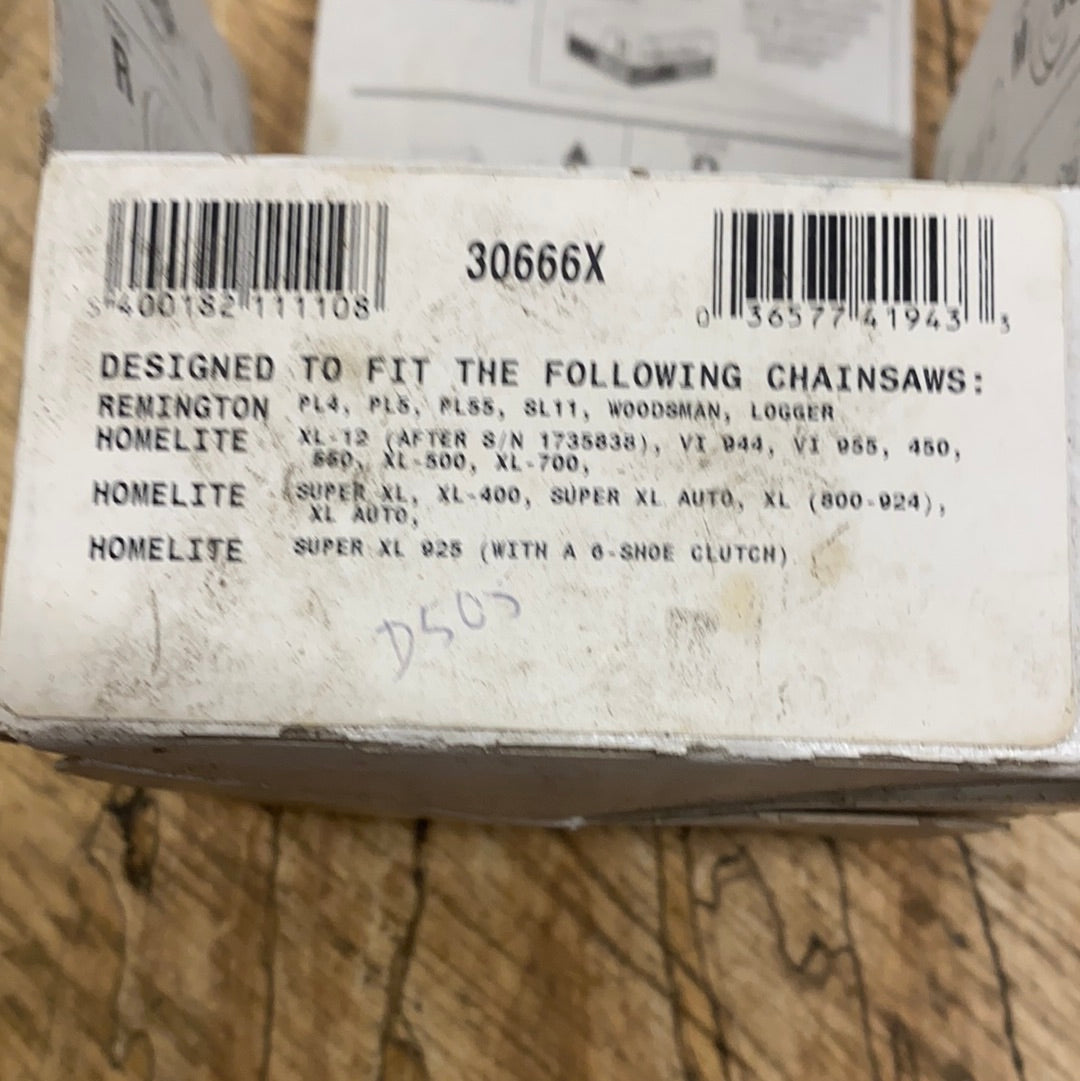 R
30666X
5 400182 111108
0 36577 41943 3
DESIGNED TO FIT THE FOLLOWING CHAINSAWS:
REMINGTON PL4, PL5, PL55, SL11, WOODSMAN, LOGGER
HOMELITE XL-12 (AFTER S/N 1735838), VI 944, VI 955, 450,
550, XL-500, XL-700,
HOMELITE SUPER XL, XL-400, SUPER XL AUTO, XL (800-924),
XL AUTO,
HOMELITE SUPER XL 925 (WITH A 6-SHOE CLUTCH)